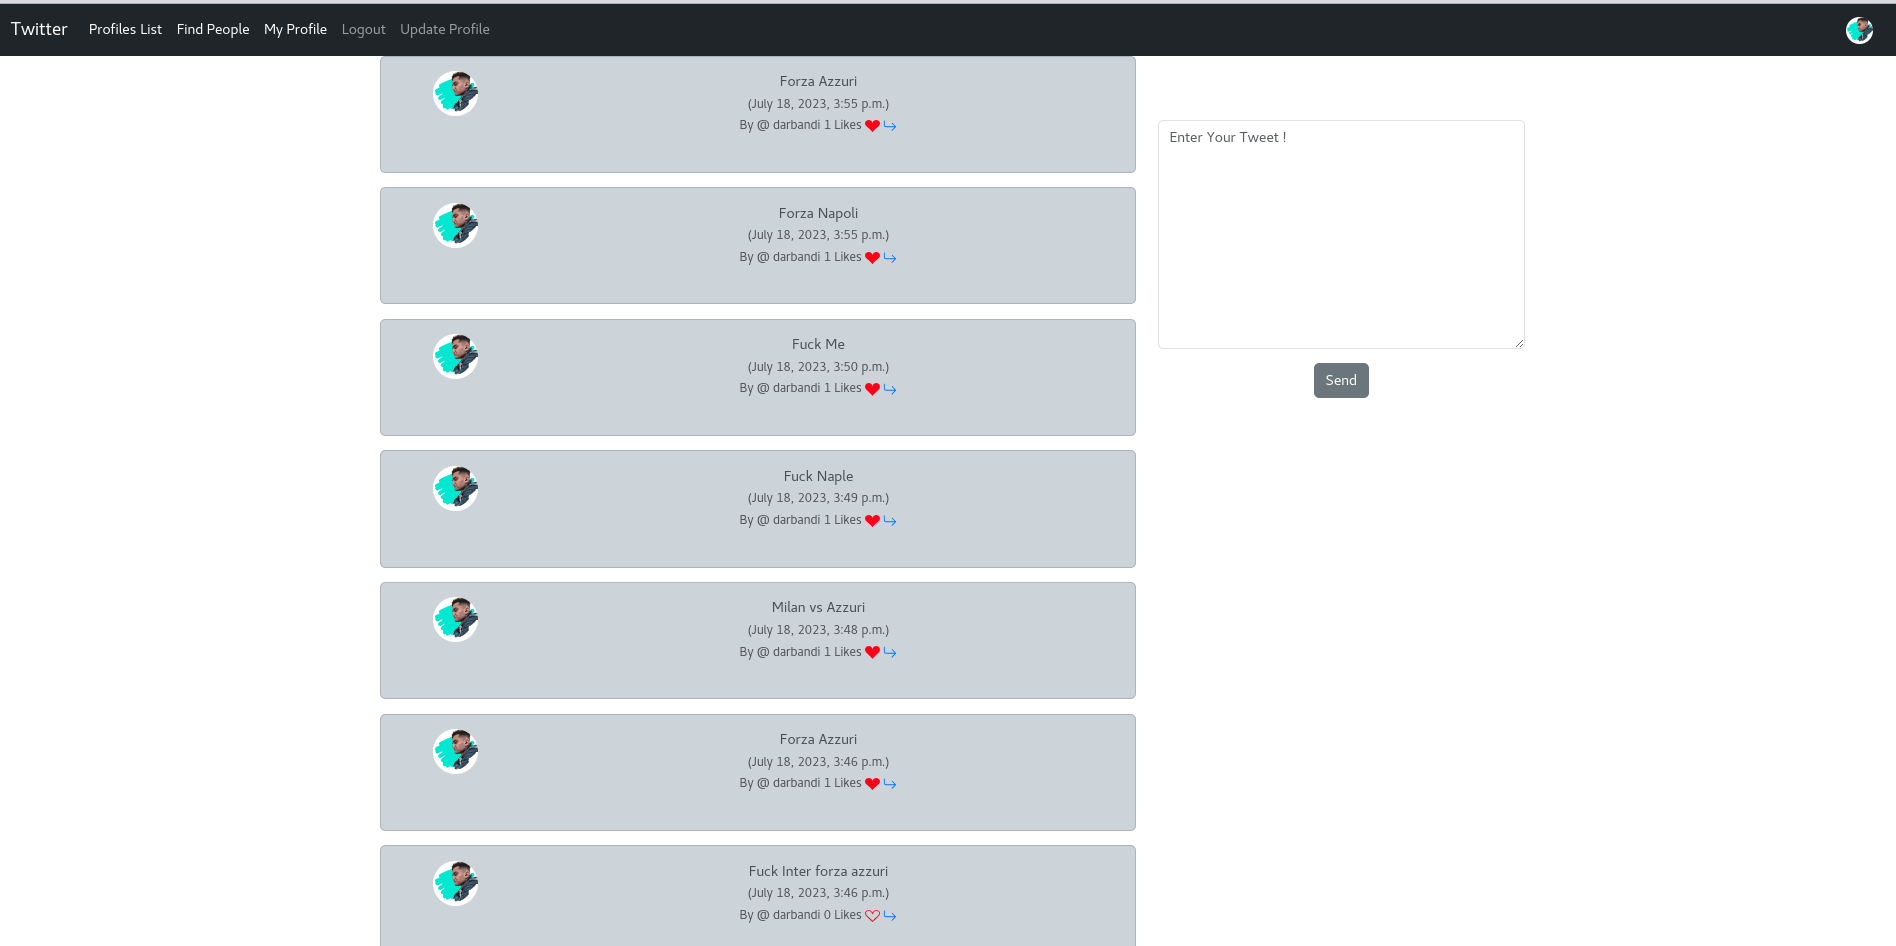 Twitter Profiles List Find People My Profile Logout Update Profile
Forza Azzuri
(July 18, 2023, 3:55 p.m.)
By @ darbandi 1 Likes
Forza Napoli
(July 18, 2023, 3:55 p.m.)
By @ darbandi 1 Likes
Fuck Me
(July 18, 2023, 3:50 p.m.)
By @ darbandi 1 Likes
Fuck Naple
(July 18, 2023, 3:49 p.m.)
By @ darbandi 1 Likes
Milan vs Azzuri
(July 18, 2023, 3:48 p.m.)
By @ darbandi 1 Likes
Forza Azzuri
(July 18, 2023, 3:46 p.m.)
By @ darbandi 1 Likes
Fuck Inter forza azzuri
(July 18, 2023, 3:46 p.m.)
By @ darbandi 0 Likes
Enter Your Tweet !
Send